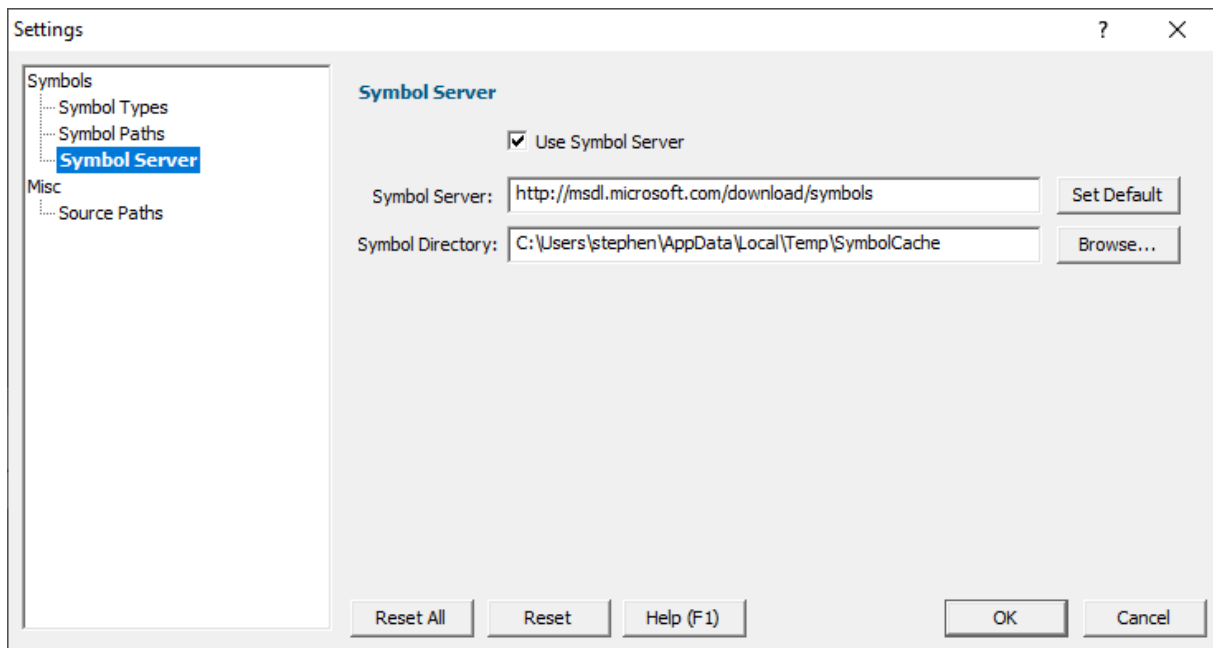 Settings
?
Symbols
Symbol Types
Symbol Paths
Symbol Server
Misc
Source Paths
Symbol Server
Use Symbol Server
Symbol Server: http://msdl.microsoft.com/download/symbols Set Default
Symbol Directory: C:\Users\stephen\AppData\Local\Temp\SymbolCache Browse...
Reset All Reset Help (F1) OK Cancel